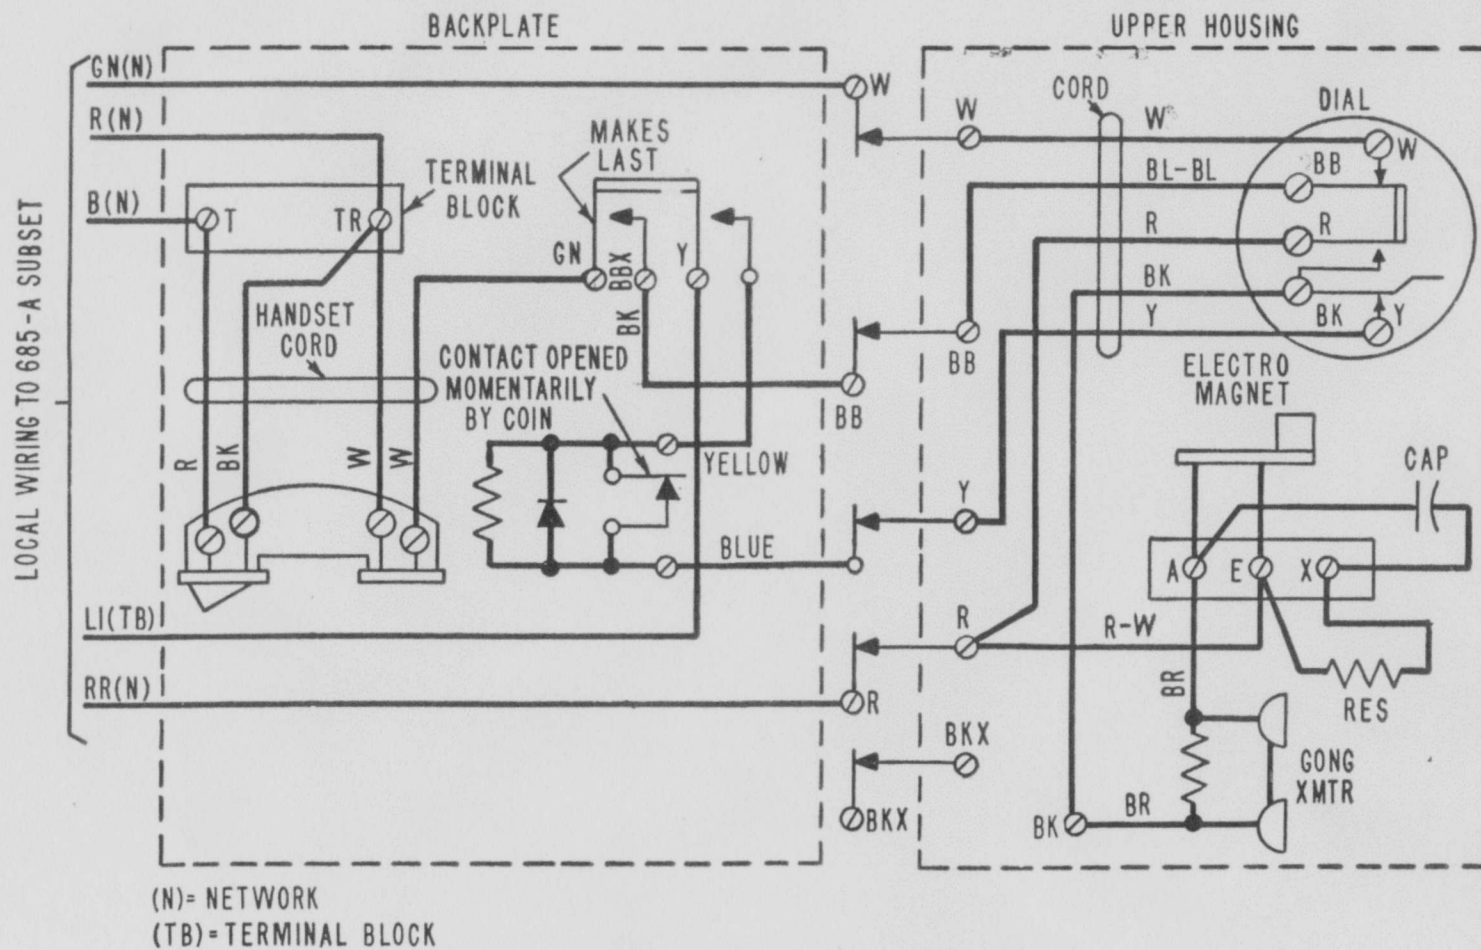 BACKPLATE
UPPER HOUSING
GN(N)
R(N)
B(N)
LOCAL WIRING TO 685-A SUBSET
T
TR
TERMINAL
BLOCK
MAKES
LAST
GN
BBX
Y
BK
HANDSET
CORD
CONTACT OPENED
MOMENTARILY
BY COIN
R
BK
W
W
YELLOW
BLUE
LI(TB)
RR(N)
W
W
BB
BB
Y
R
R
BKX
BKX
CORD
W
BL-BL
R
BK
Y
DIAL
W
BB
R
BK
Y
ELECTRO
MAGNET
CAP
A
E
X
R-W
BR
RES
GONG
XMTR
BK
BR
(N)= NETWORK
(TB)=TERMINAL BLOCK